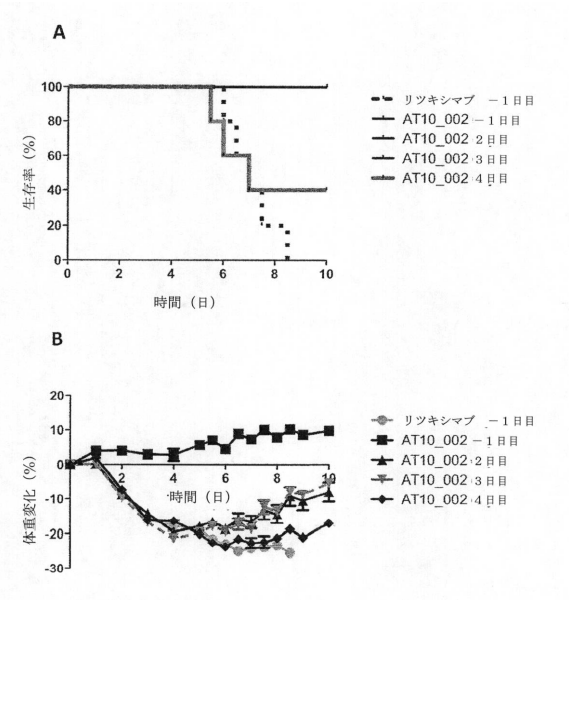 A
100
80
60
40
20
0
生存率 (%)
0 2 4 6 8 10
時間 (日)
リツキシマブ －1日目
AT10_002 －1日目
AT10_002 2日目
AT10_002 3日目
AT10_002 4日目
B
20
10
0
-10
-20
-30
体重変化 (%)
2 4 6 8 10
時間 (日)
リツキシマブ －1日目
AT10_002 －1日目
AT10_002 2日目
AT10_002 3日目
AT10_002 4日目